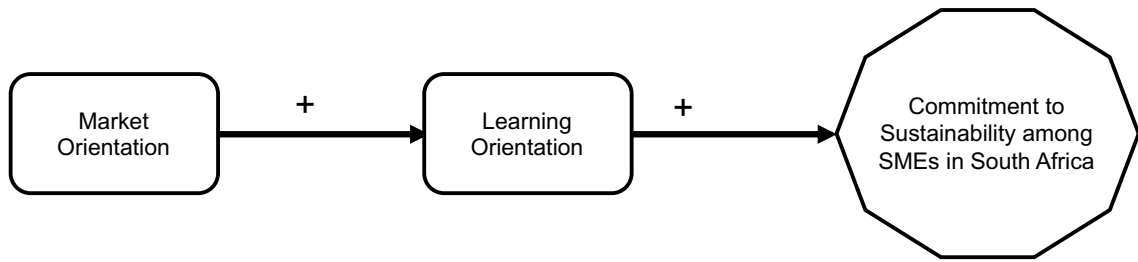 Market
Orientation
+
Learning
Orientation
+
Commitment to
Sustainability among
SMEs in South Africa